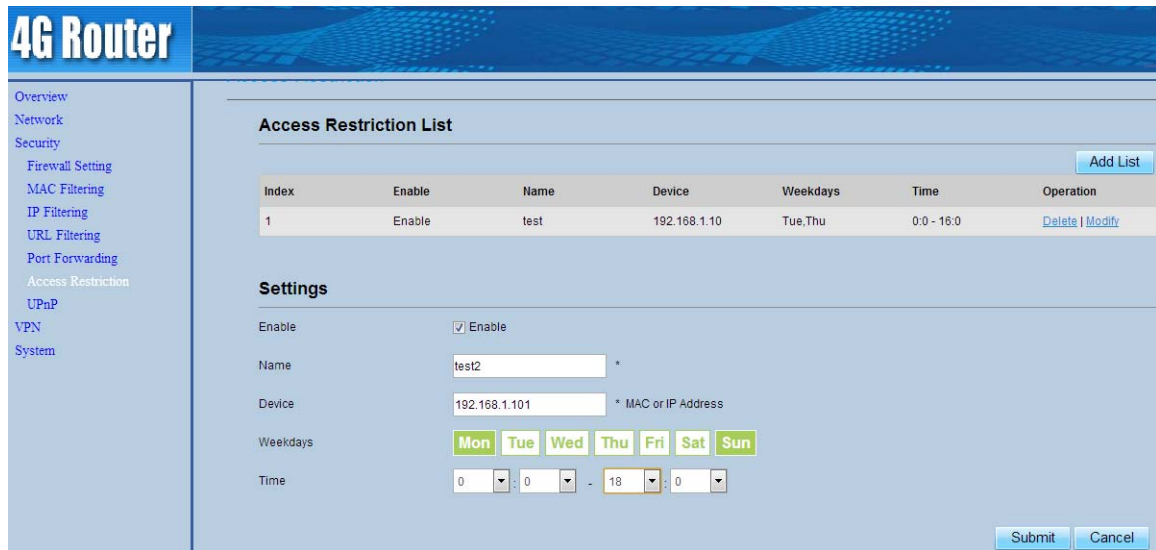 4G Router
Overview
Network
Security
Firewall Setting
MAC Filtering
IP Filtering
URL Filtering
Port Forwarding
Access Restriction
UPnP
VPN
System
Access Restriction List
Add List
Index Enable Name Device Weekdays Time Operation
1 Enable test 192.168.1.10 Tue,Thu 0:0 - 16:0 Delete | Modify
Settings
Enable Enable
Name test2 *
Device 192.168.1.101 * MAC or IP Address
Weekdays Mon Tue Wed Thu Fri Sat Sun
Time 0 : 0 - 18 : 0
Submit Cancel